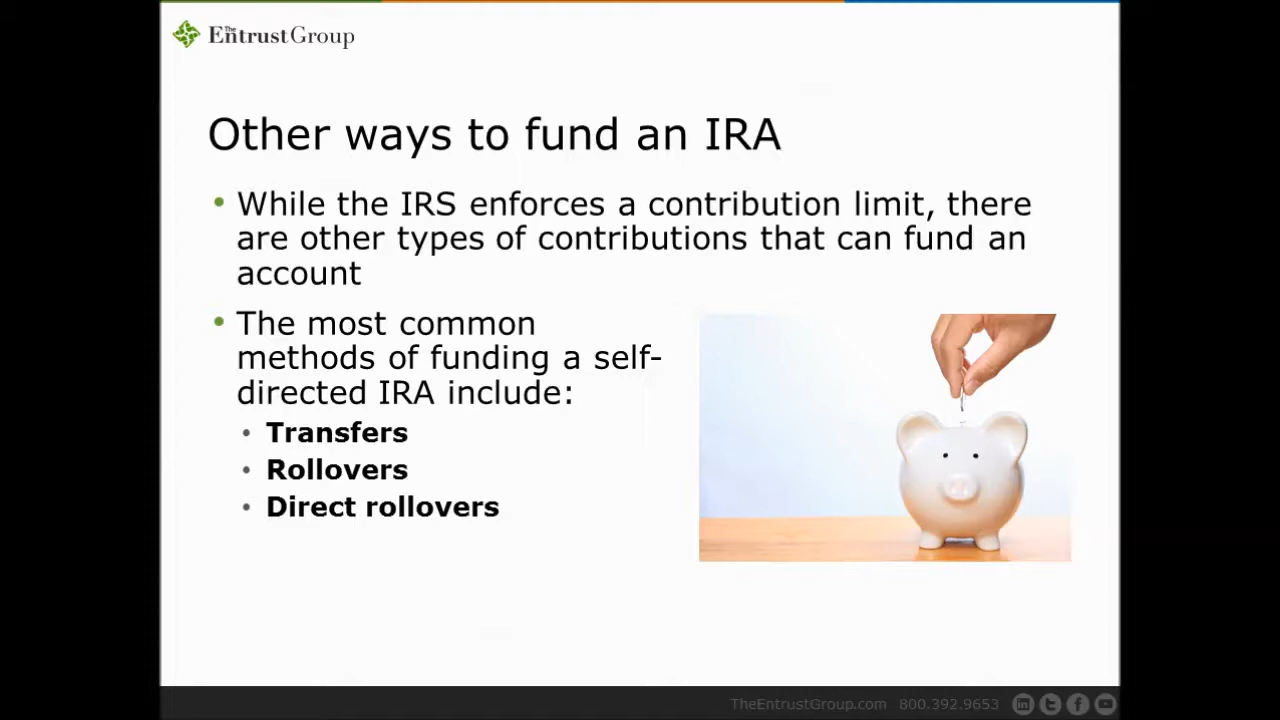 The EntrustGroup
Other ways to fund an IRA
• While the IRS enforces a contribution limit, there
are other types of contributions that can fund an
account
• The most common
methods of funding a self-
directed IRA include:
• Transfers
• Rollovers
• Direct rollovers
TheEntrustGroup.com 800.392.9653